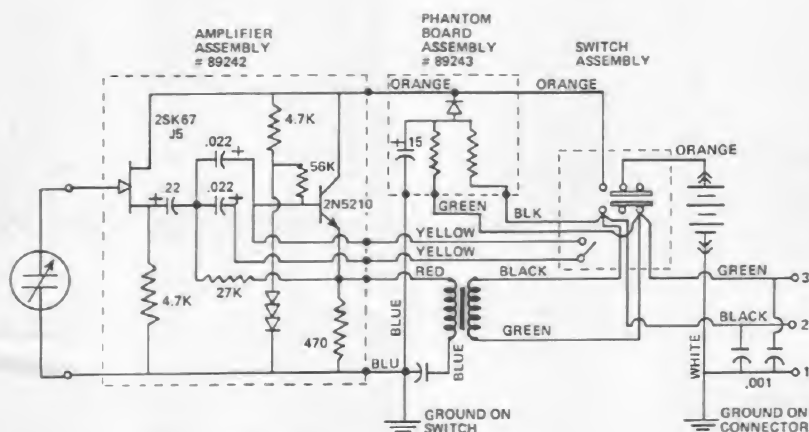 AMPLIFIER
ASSEMBLY
# 89242
PHANTOM
BOARD
ASSEMBLY
# 89243
SWITCH
ASSEMBLY
ORANGE
ORANGE
2SK67
J5
4.7K
.022
+
15
+
ORANGE
56K
+
.22
.022
+
2N5210
GREEN
BLK
YELLOW
YELLOW
RED
BLACK
GREEN
3
4.7K
27K
BLUE
BLACK
2
470
GREEN
BLUE
WHITE
BLU
.001
1
GROUND ON
SWITCH
GROUND ON
CONNECTOR